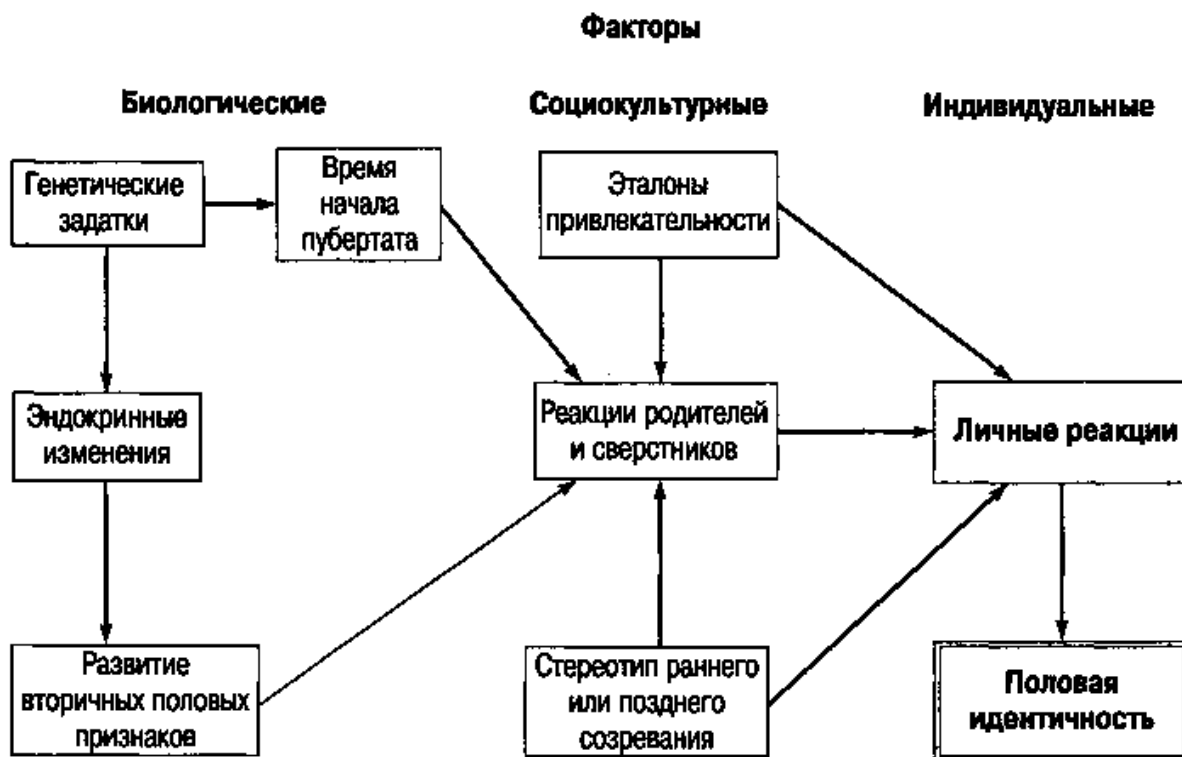 Факторы
Биологические
Социокультурные
Индивидуальные
Генетические
задатки
Время
начала
пубертата
Эталоны
привлекательности
Эндокринные
изменения
Реакции родителей
и сверстников
Личные реакции
Развитие
вторичных половых
признаков
Стереотип раннего
или позднего
созревания
Половая
идентичность